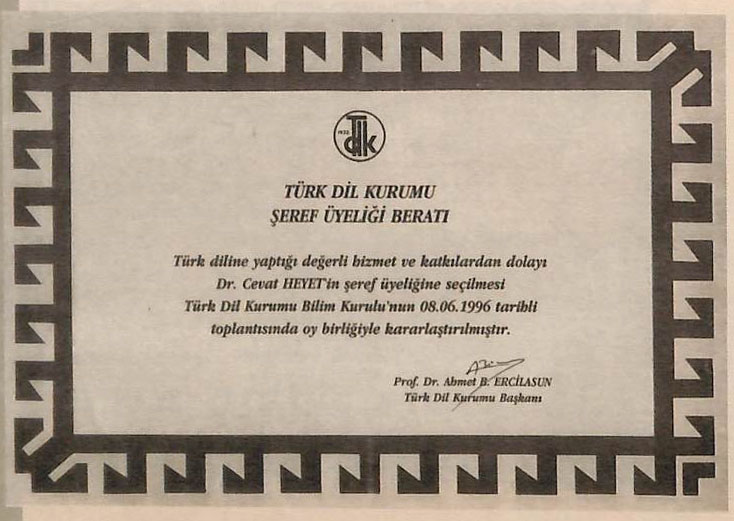 1932
TDK
TÜRK DİL KURUMU
ŞEREF ÜYELİĞİ BERATI
Türk diline yaptığı değerli hizmet ve katkılardan dolayı
Dr. Cevat HEYET'in şeref üyeliğine seçilmesi
Türk Dil Kurumu Bilim Kurulu'nun 08.06.1996 tarihli
toplantısında oy birliğiyle kararlaştırılmıştır.
Prof. Dr. Ahmet B. ERCİLASUN
Türk Dil Kurumu Başkanı